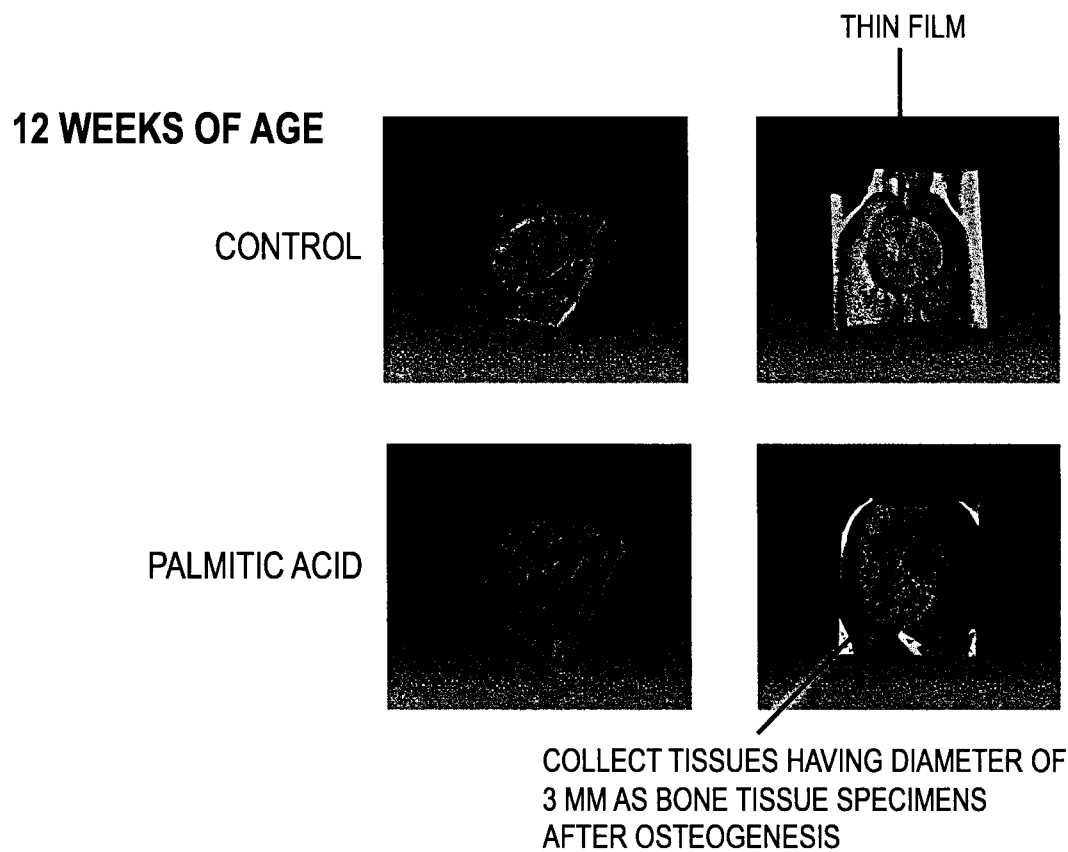 THIN FILM
12 WEEKS OF AGE
CONTROL
PALMITIC ACID
COLLECT TISSUES HAVING DIAMETER OF
3 MM AS BONE TISSUE SPECIMENS
AFTER OSTEOGENESIS